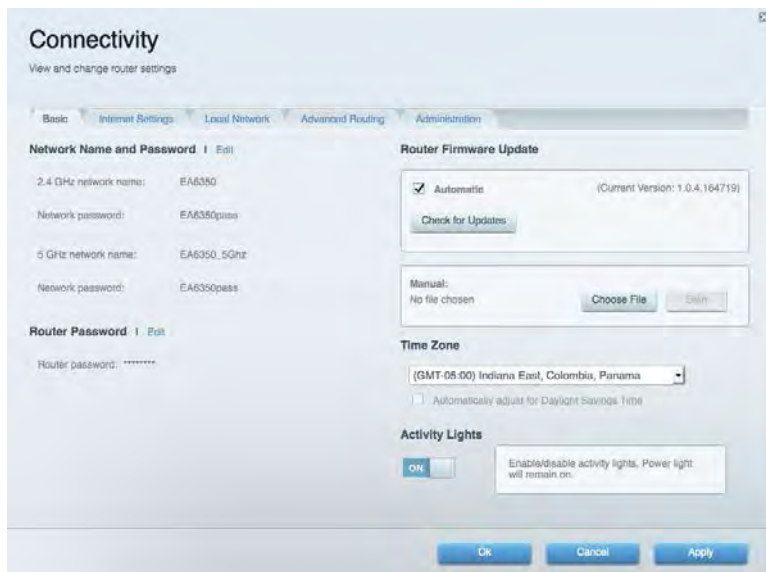 Connectivity
View and change router settings
Basic Internet Settings Local Network Advanced Routing Administration
Network Name and Password | Edit
2.4 GHz network name: EA6350
Network password: EA6350pass
5 GHz network name: EA6350_5Ghz
Network password: EA6350pass
Router Password | Edit
Router password: ********
Router Firmware Update
Automatic (Current Version: 1.0.4.164719)
Check for Updates
Manual:
No file chosen Choose File Start
Time Zone
(GMT-05:00) Indiana East, Colombia, Panama
Automatically adjust for Daylight Savings Time
Activity Lights
ON
Enable/disable activity lights. Power light
will remain on.
Ok Cancel Apply